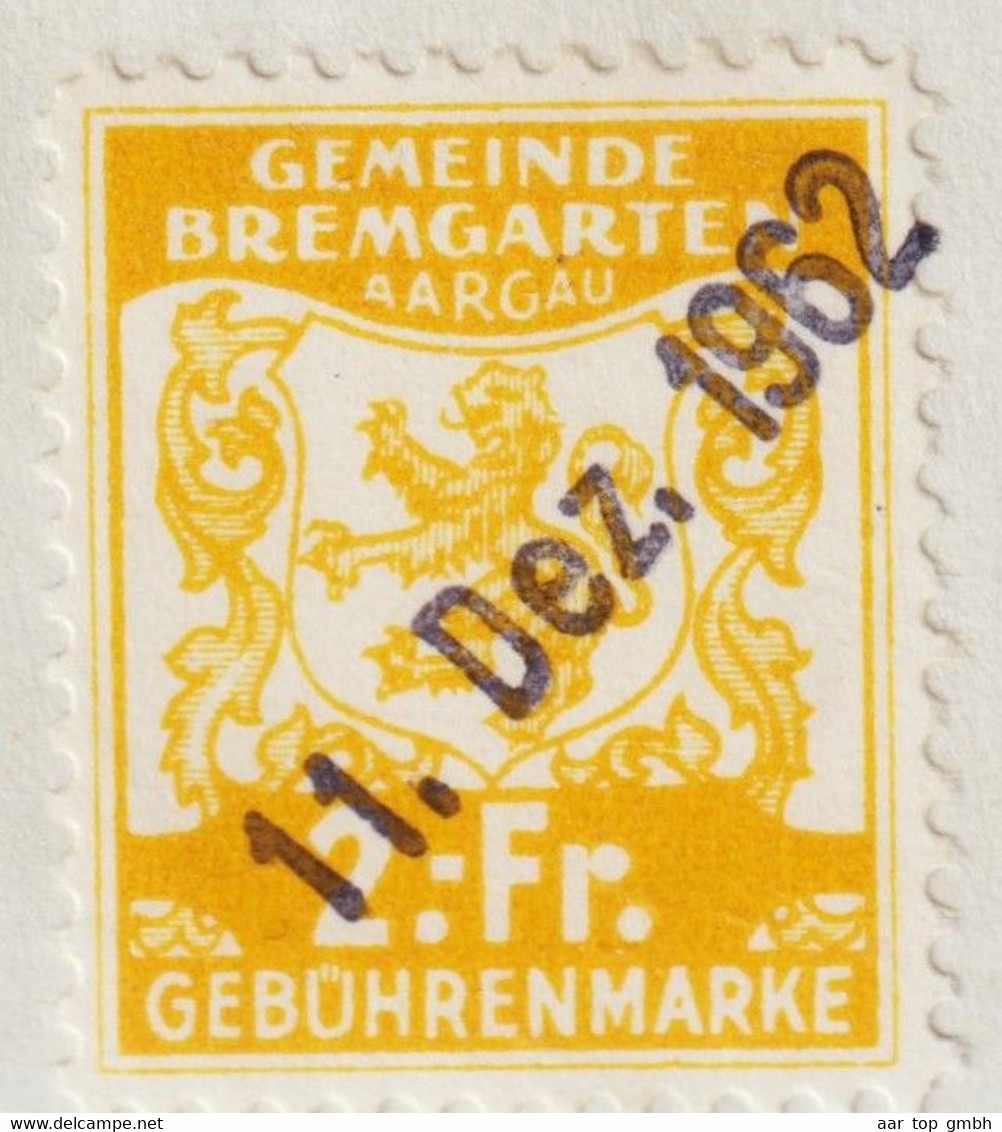 GEMEINDE
BREMGARTEN
AARGAU
11. Dez. 1962
2.-Fr.
GEBÜHRENMARKE
www.delcampe.net
aar top gmbh